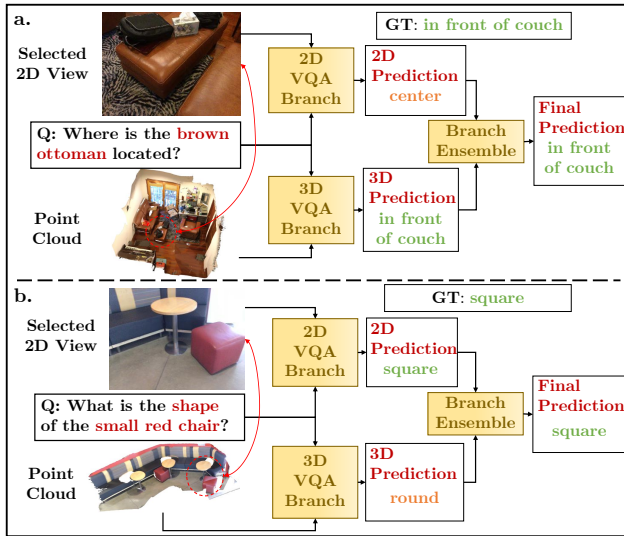 a.
Selected
2D View
Q: Where is the brown
ottoman located?
Point
Cloud
2D
VQA
Branch
3D
VQA
Branch
2D
Prediction
center
3D
Prediction
in front
of couch
GT: in front of couch
Branch
Ensemble
Final
Prediction
in front
of couch
b.
Selected
2D View
Q: What is the shape
of the small red chair?
Point
Cloud
2D
VQA
Branch
3D
VQA
Branch
2D
Prediction
square
3D
Prediction
round
GT: square
Branch
Ensemble
Final
Prediction
square